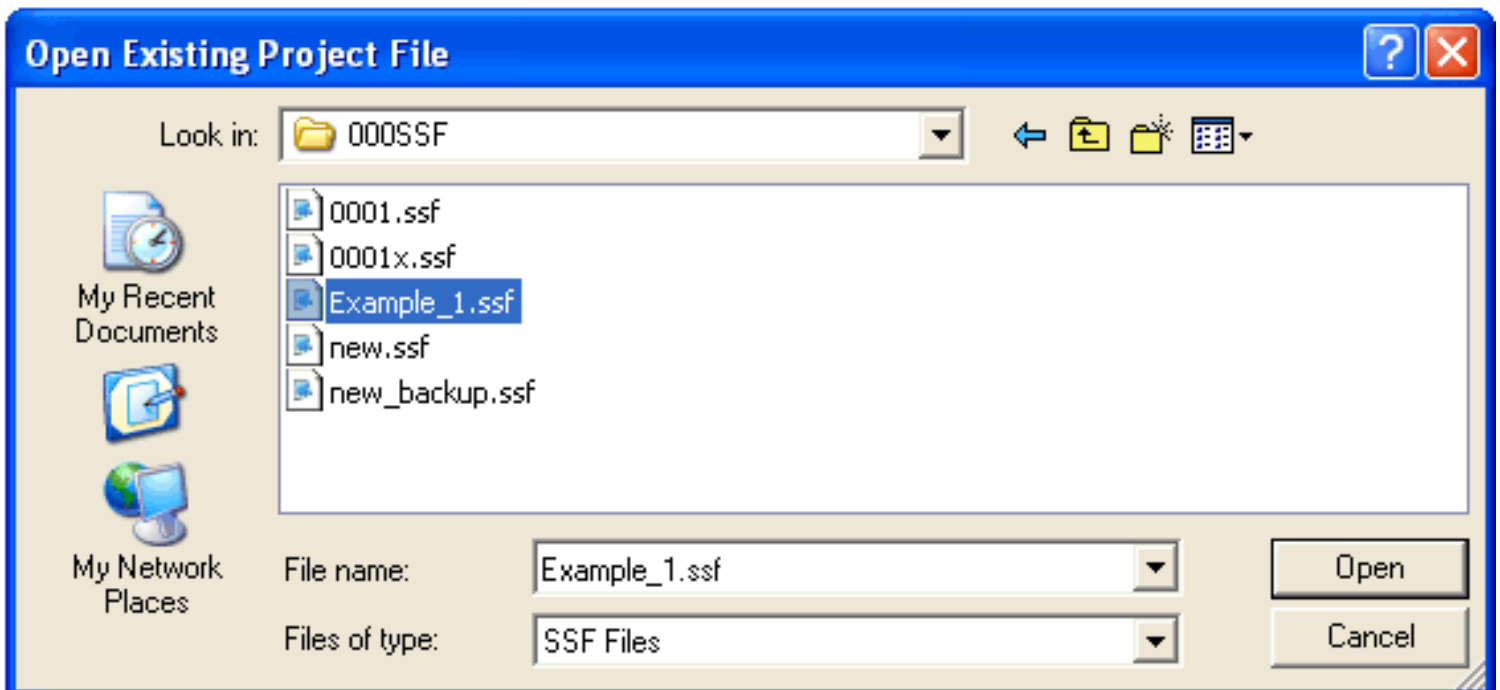 Open Existing Project File
Look in: 000SSF
0001.ssf
0001x.ssf
Example_1.ssf
new.ssf
new_backup.ssf
My Recent
Documents
My Network
Places
File name: Example_1.ssf Open
Files of type: SSF Files Cancel